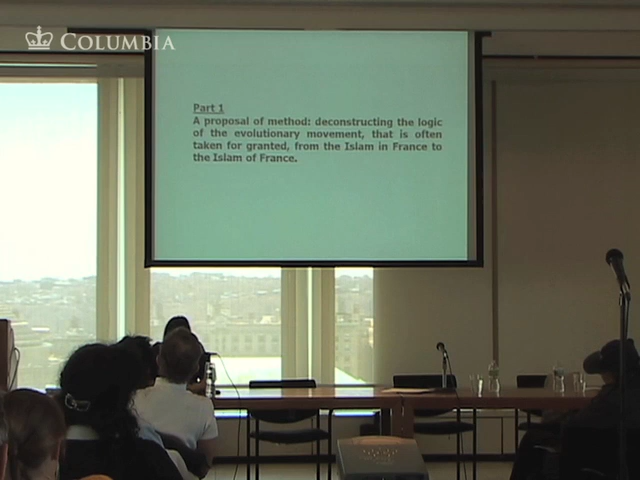 COLUMBIA
Part 1
A proposal of method: deconstructing the logic
of the evolutionary movement, that is often
taken for granted, from the Islam in France to
the Islam of France.